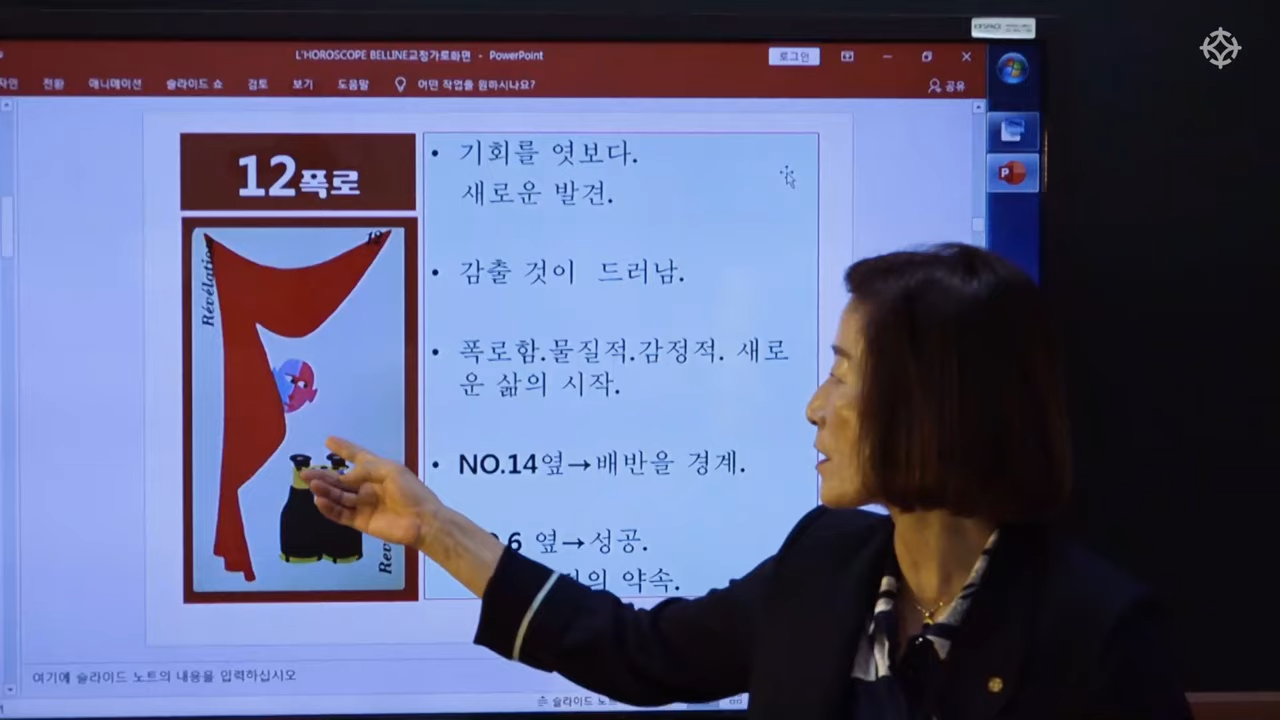 L'HOROSCOPE BELLINE교정가로화면 - PowerPoint
로그인
전환
애니메이션
슬라이드 쇼
검토
보기
도움말
어떤 작업을 원하시나요?
공유
12폭로
12
Révélation
• 기회를 엿보다.
새로운 발견.
• 감출 것이 드러남.
• 폭로함.물질적.감정적. 새로
운 삶의 시작.
• NO.14옆→배반을 경계.
6 옆→성공.
의 약속.
여기에 슬라이드 노트의 내용을 입력하십시오
슬라이드 노트